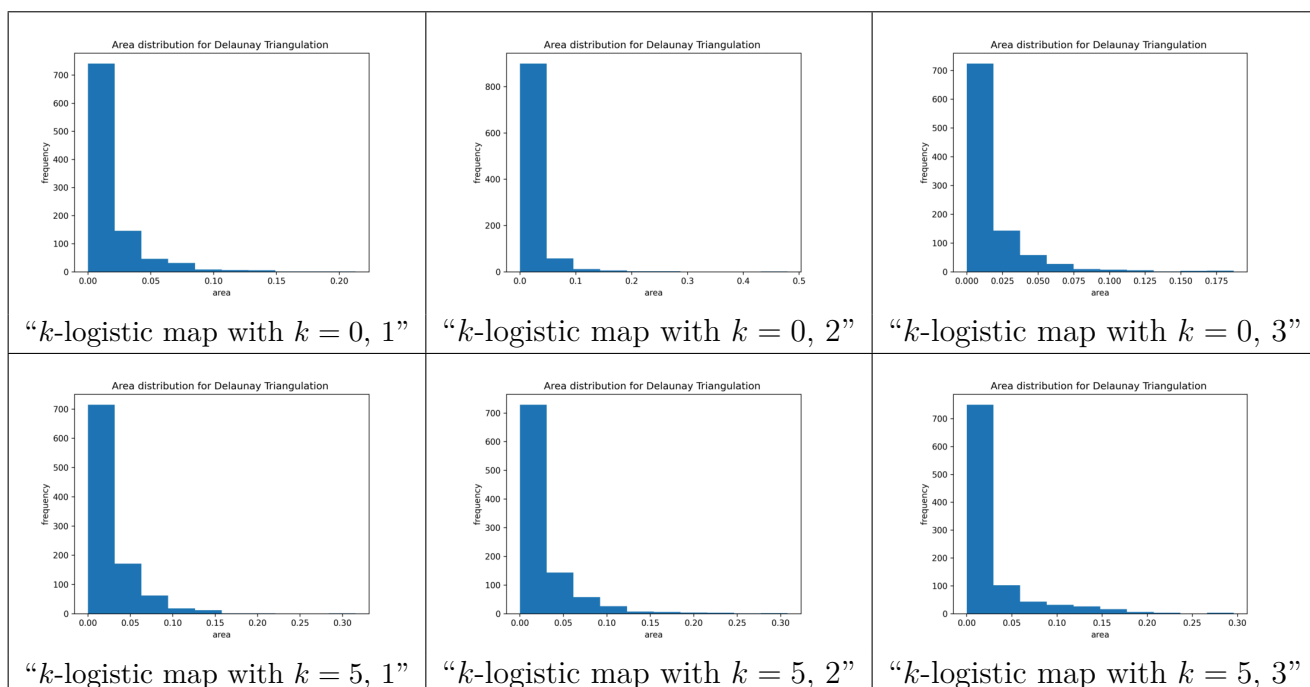 Area distribution for Delaunay Triangulation
frequency
700
600
500
400
300
200
100
0
0.00 0.05 0.10 0.15 0.20
area
“k-logistic map with k = 0, 1”
Area distribution for Delaunay Triangulation
frequency
800
600
400
200
0
0.0 0.1 0.2 0.3 0.4 0.5
area
“k-logistic map with k = 0, 2”
Area distribution for Delaunay Triangulation
frequency
700
600
500
400
300
200
100
0
0.000 0.025 0.050 0.075 0.100 0.125 0.150 0.175
area
“k-logistic map with k = 0, 3”
Area distribution for Delaunay Triangulation
frequency
700
600
500
400
300
200
100
0
0.00 0.05 0.10 0.15 0.20 0.25 0.30
area
“k-logistic map with k = 5, 1”
Area distribution for Delaunay Triangulation
frequency
700
600
500
400
300
200
100
0
0.00 0.05 0.10 0.15 0.20 0.25 0.30
area
“k-logistic map with k = 5, 2”
Area distribution for Delaunay Triangulation
frequency
700
600
500
400
300
200
100
0
0.00 0.05 0.10 0.15 0.20 0.25 0.30
area
“k-logistic map with k = 5, 3”